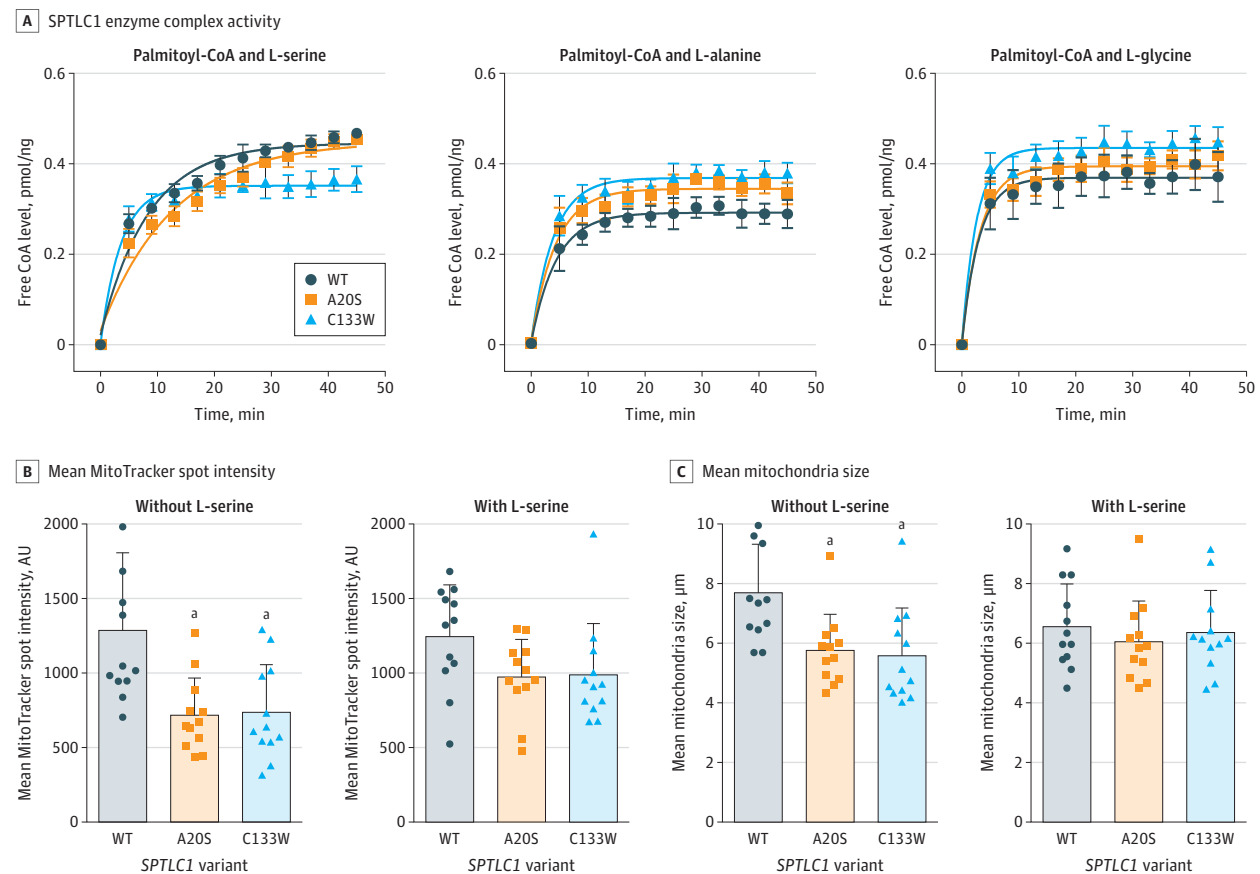 A SPTLC1 enzyme complex activity
Palmitoyl-CoA and L-serine
Free CoA level, pmol/ng
0.6
0.4
0.2
0
0 10 20 30 40 50
Time, min
WT
A20S
C133W
Palmitoyl-CoA and L-alanine
Free CoA level, pmol/ng
0.6
0.4
0.2
0
0 10 20 30 40 50
Time, min
Palmitoyl-CoA and L-glycine
Free CoA level, pmol/ng
0.6
0.4
0.2
0
0 10 20 30 40 50
Time, min
B Mean MitoTracker spot intensity
Without L-serine
Mean MitoTracker spot intensity, AU
2000
1500
1000
500
0
a a
WT A20S C133W
SPTLC1 variant
With L-serine
Mean MitoTracker spot intensity, AU
2000
1500
1000
500
0
WT A20S C133W
SPTLC1 variant
C Mean mitochondria size
Without L-serine
Mean mitochondria size, μm
10
8
6
4
2
0
a a
WT A20S C133W
SPTLC1 variant
With L-serine
Mean mitochondria size, μm
10
8
6
4
2
0
WT A20S C133W
SPTLC1 variant